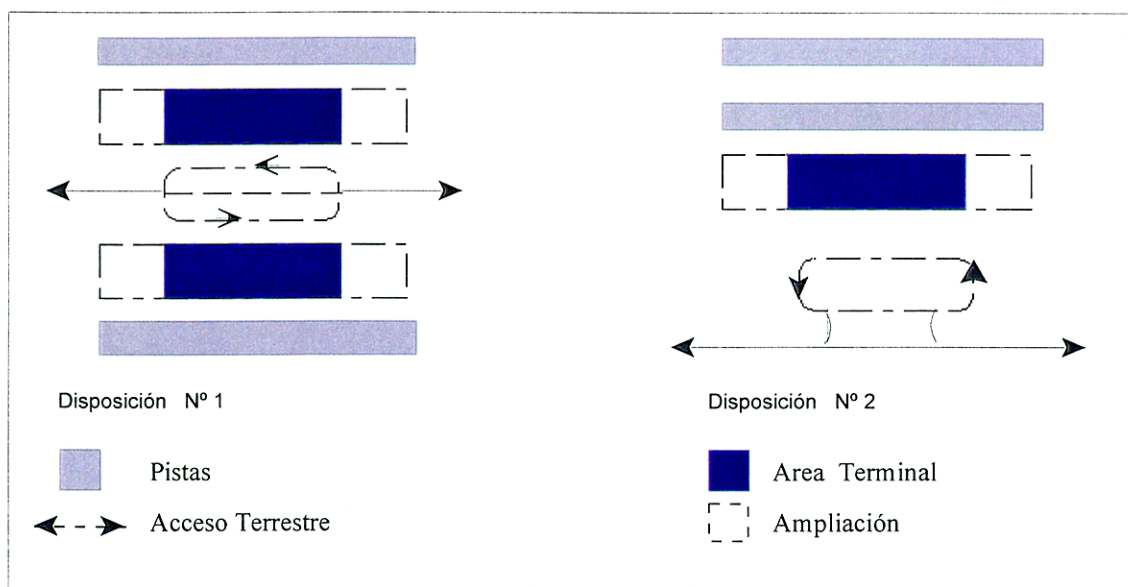 Disposición Nº 1
Disposición Nº 2
Pistas
Acceso Terrestre
Area Terminal
Ampliación